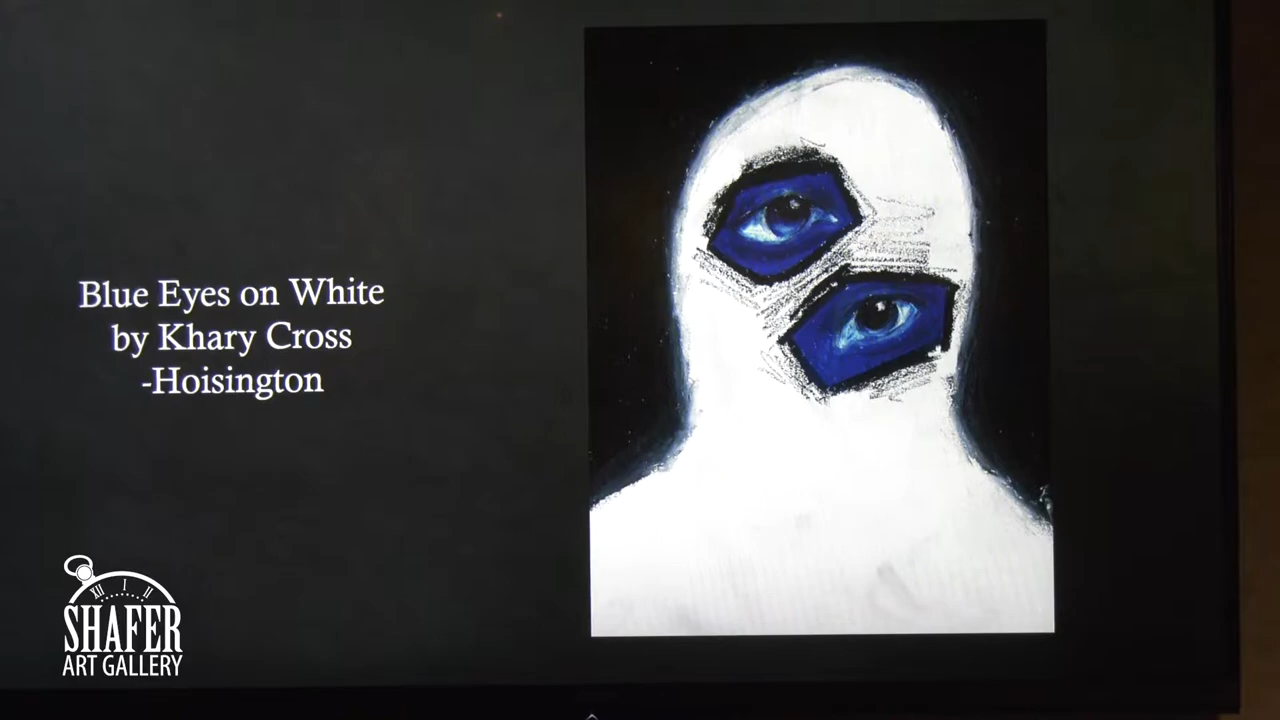 Blue Eyes on White
by Khary Cross
-Hoisington
XII I II
SHAFER
ART GALLERY